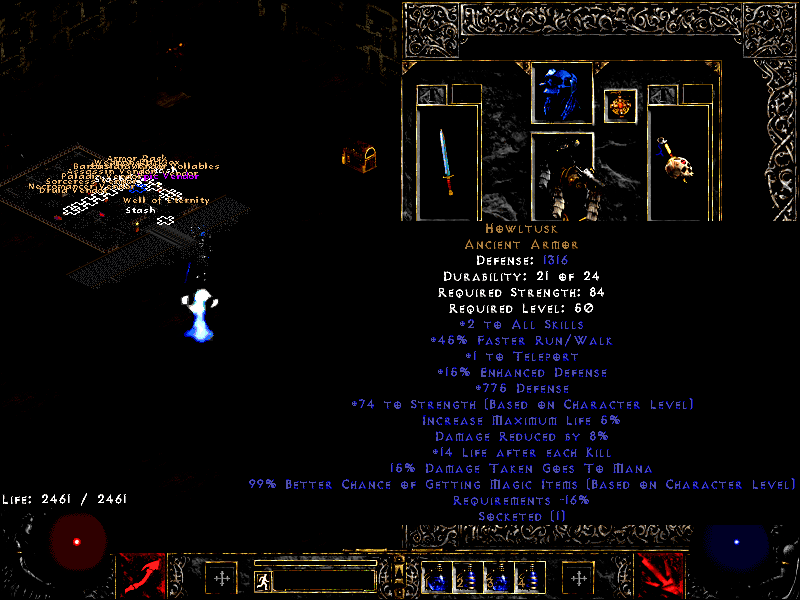 Armor Rack
Well of Eternity
Stash
Howltusk
Ancient Armor
Defense: 1316
Durability: 21 of 24
Required Strength: 84
Required Level: 50
+2 to All Skills
+45% Faster Run/Walk
+1 to Teleport
+15% Enhanced Defense
+775 Defense
+74 to Strength (Based on Character Level)
Increase Maximum Life 5%
Damage Reduced by 8%
+14 Life after each Kill
15% Damage Taken Goes To Mana
99% Better Chance of Getting Magic Items (Based on Character Level)
Requirements -15%
Socketed (1)
Life: 2461 / 2461